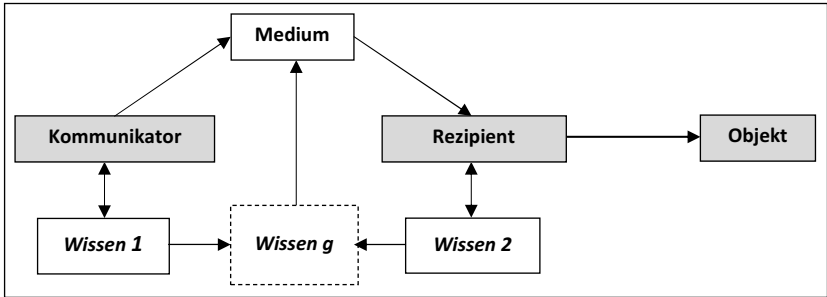 Medium
Kommunikator
Rezipient
Objekt
Wissen 1
Wissen g
Wissen 2